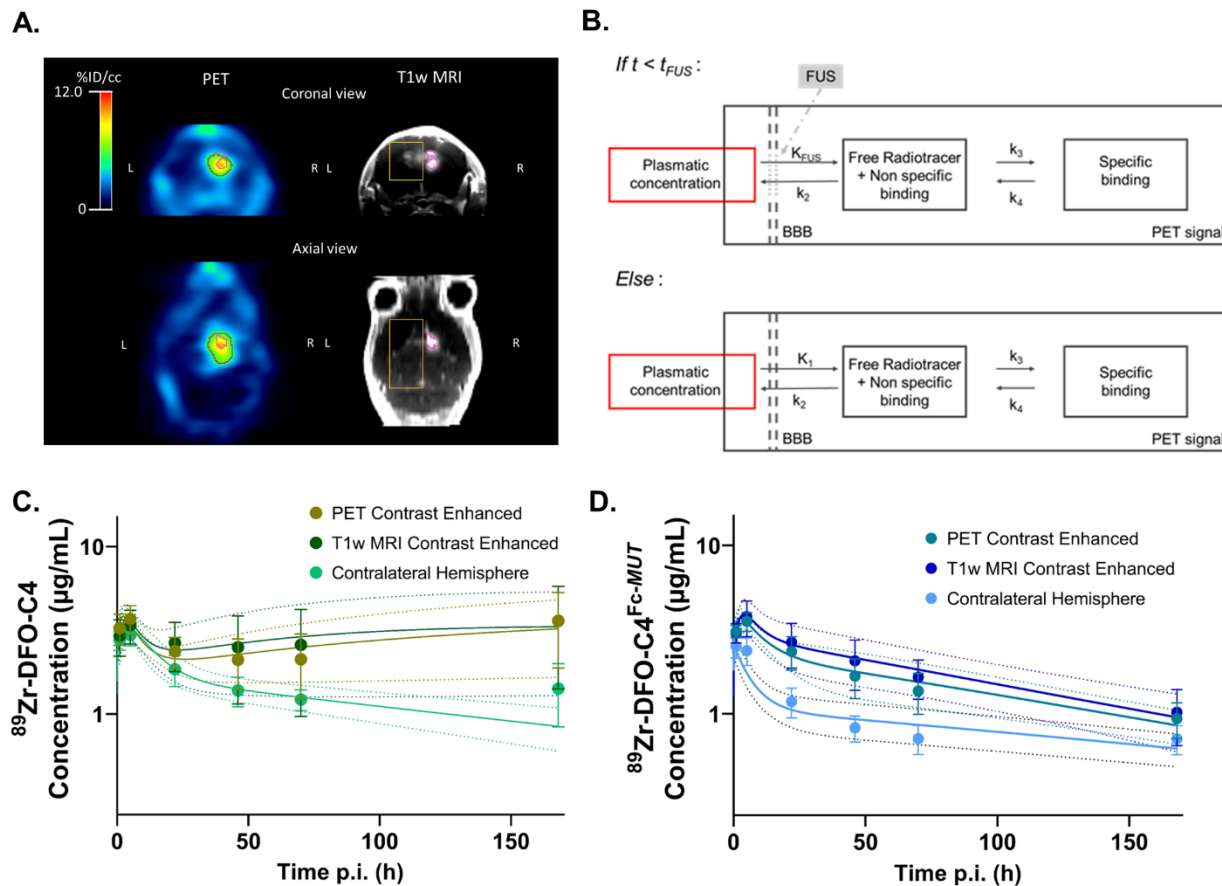 A.
%ID/cc
PET
T1w MRI
12.0
Coronal view
L
R
L
R
0
Axial view
L
R
L
R
B.
If t < tFUS :
FUS
Plasmatic
concentration
KFUS
k2
Free Radiotracer
+ Non specific
binding
k3
k4
Specific
binding
BBB
PET signal
Else :
Plasmatic
concentration
K1
k2
Free Radiotracer
+ Non specific
binding
k3
k4
Specific
binding
BBB
PET signal
C.
89Zr-DFO-C4
Concentration (µg/mL)
10
1
PET Contrast Enhanced
T1w MRI Contrast Enhanced
Contralateral Hemisphere
0
50
100
150
Time p.i. (h)
D.
89Zr-DFO-C4Fc-MUT
Concentration (µg/mL)
10
1
PET Contrast Enhanced
T1w MRI Contrast Enhanced
Contralateral Hemisphere
0
50
100
150
Time p.i. (h)